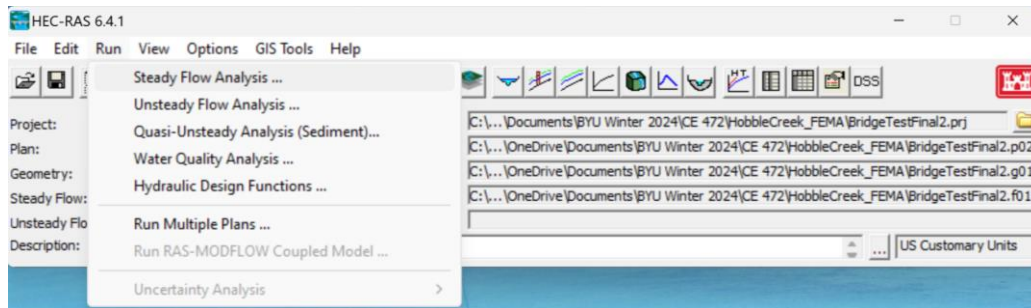 HEC-RAS 6.4.1
File Edit Run View Options GIS Tools Help
Steady Flow Analysis ...
Unsteady Flow Analysis ...
Quasi-Unsteady Analysis (Sediment)...
Water Quality Analysis ...
Hydraulic Design Functions ...
Run Multiple Plans ...
Run RAS-MODFLOW Coupled Model ...
Uncertainty Analysis
HT
DSS
Project:
C:\...\Documents\BYU Winter 2024\CE 472\HobbleCreek_FEMA\BridgeTestFinal2.prj
Plan:
C:\...\OneDrive\Documents\BYU Winter 2024\CE 472\HobbleCreek_FEMA\BridgeTestFinal2.p02
Geometry:
C:\...\OneDrive\Documents\BYU Winter 2024\CE 472\HobbleCreek_FEMA\BridgeTestFinal2.g01
Steady Flow:
C:\...\OneDrive\Documents\BYU Winter 2024\CE 472\HobbleCreek_FEMA\BridgeTestFinal2.f01
Unsteady Flo
Description:
... US Customary Units